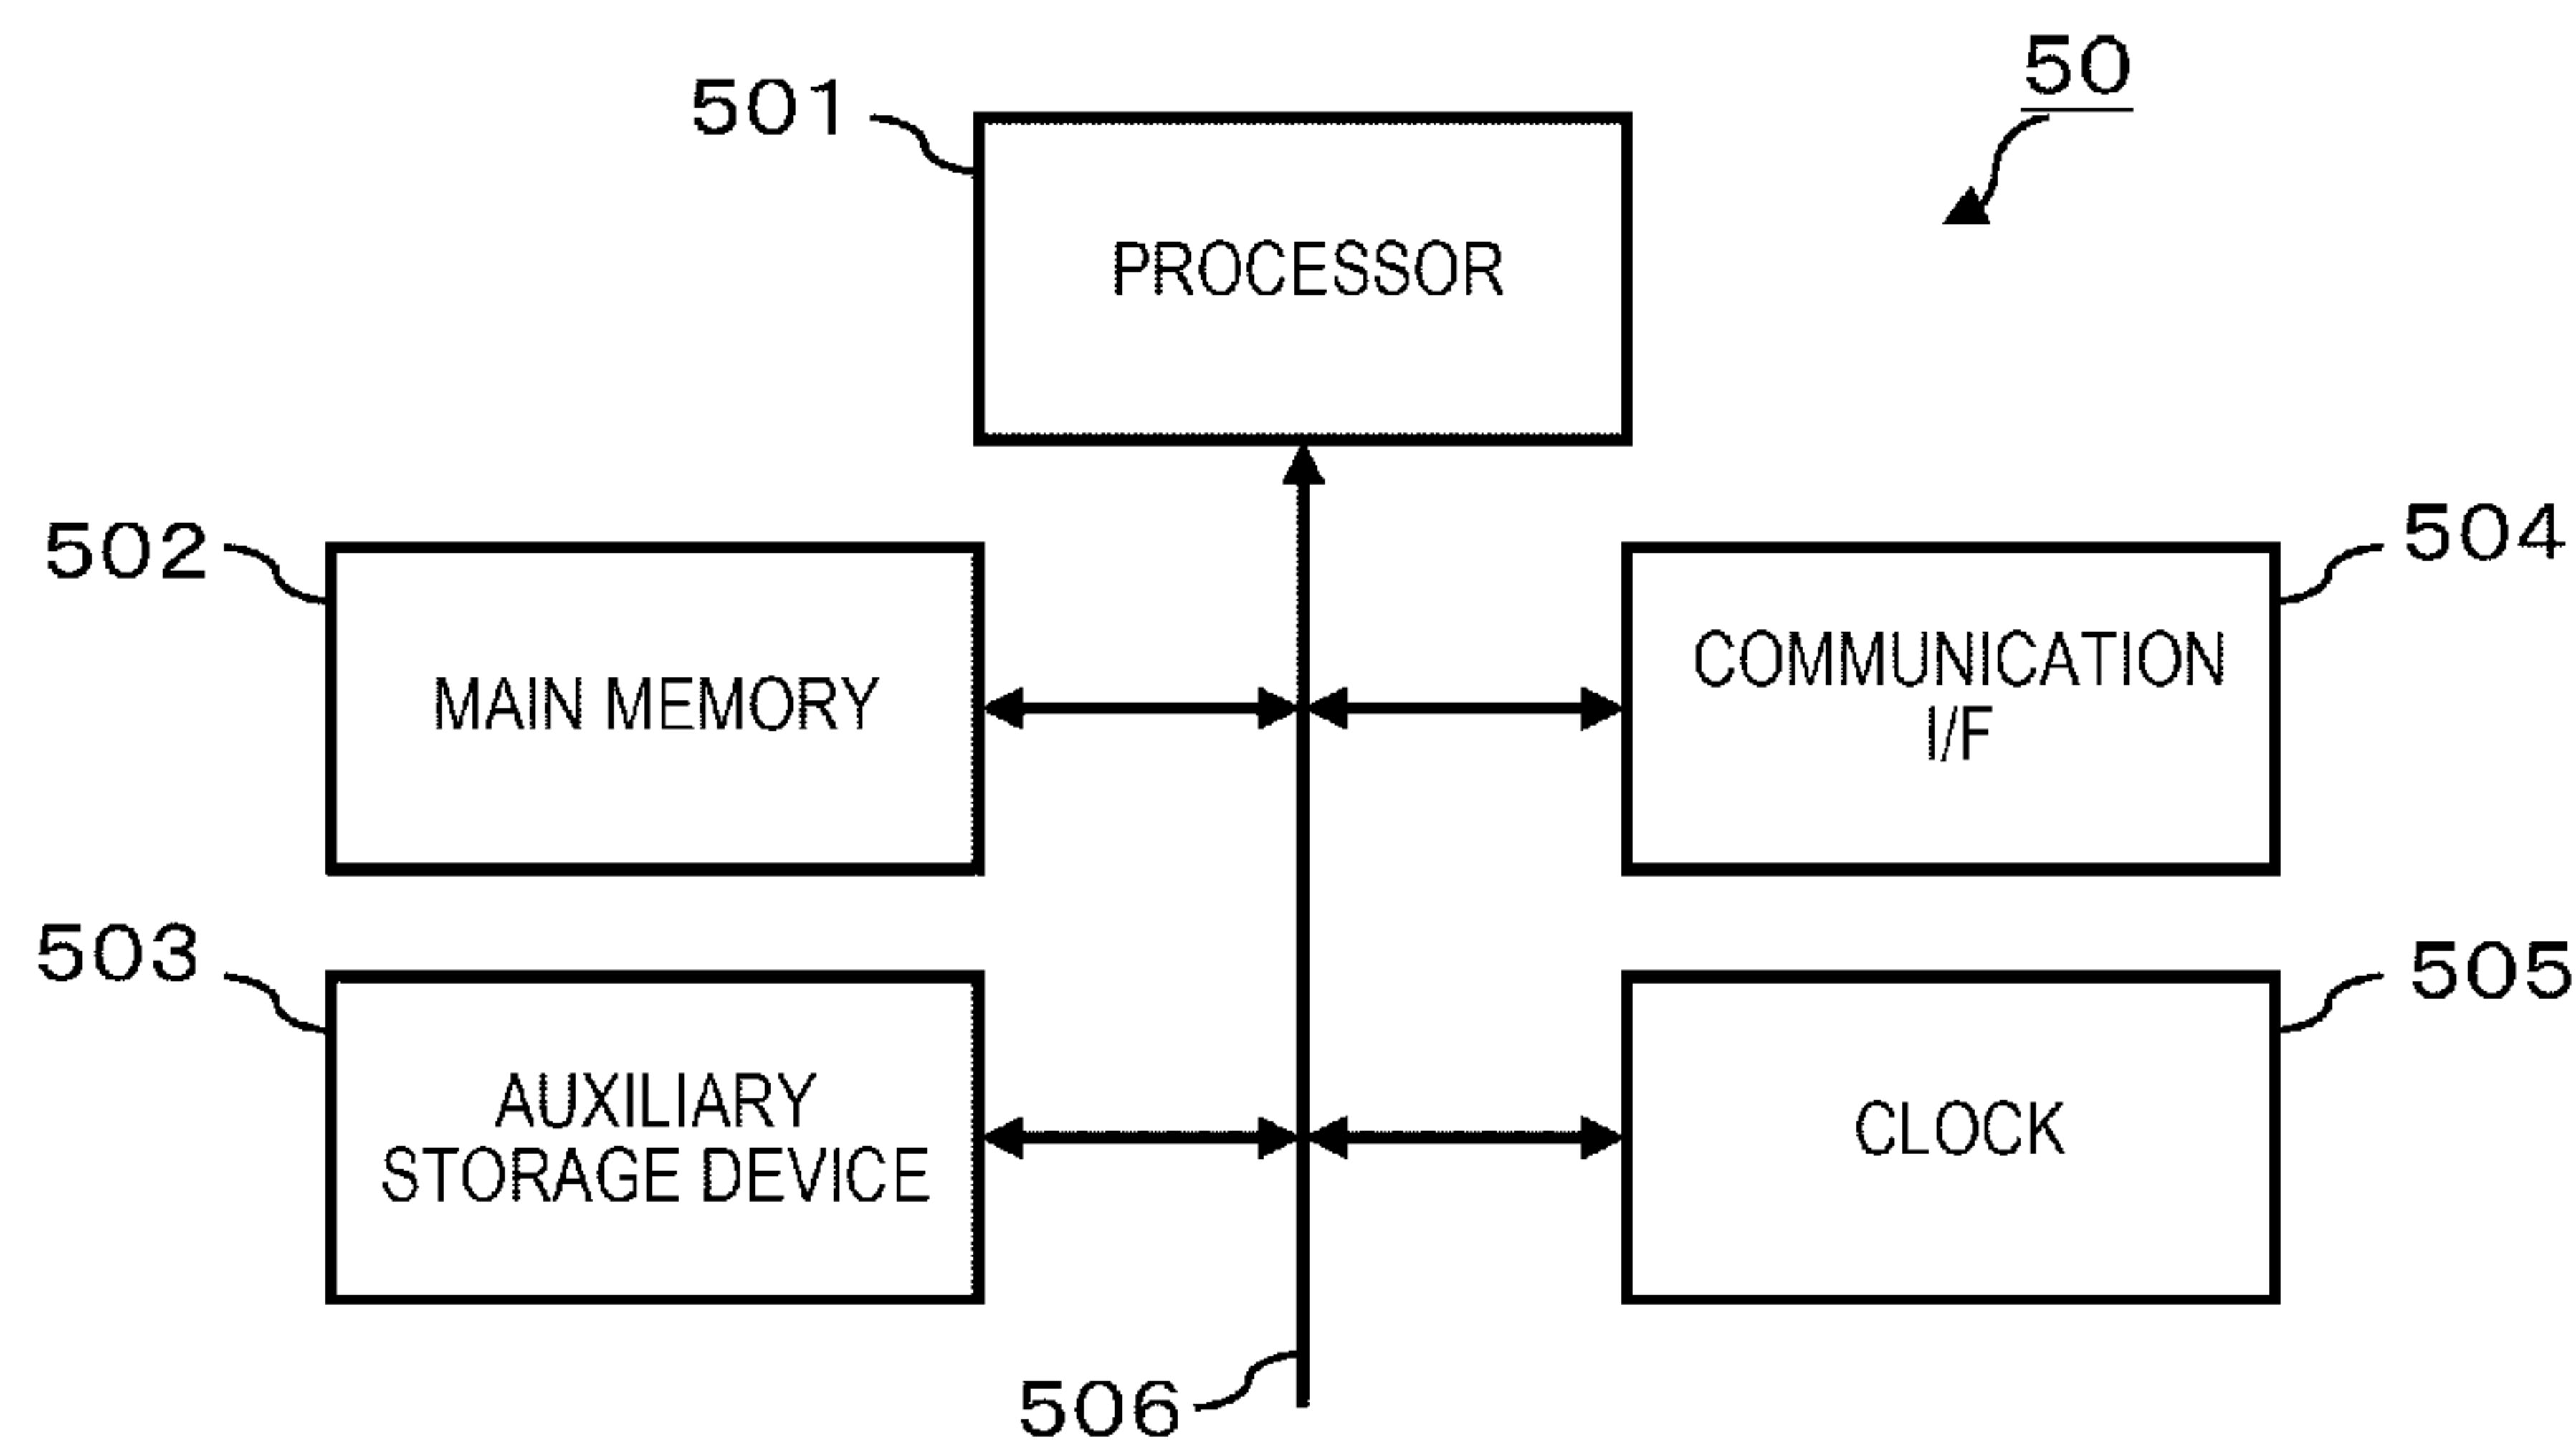 50
501
PROCESSOR
502
MAIN MEMORY
504
COMMUNICATION
I/F
503
AUXILIARY
STORAGE DEVICE
505
CLOCK
506